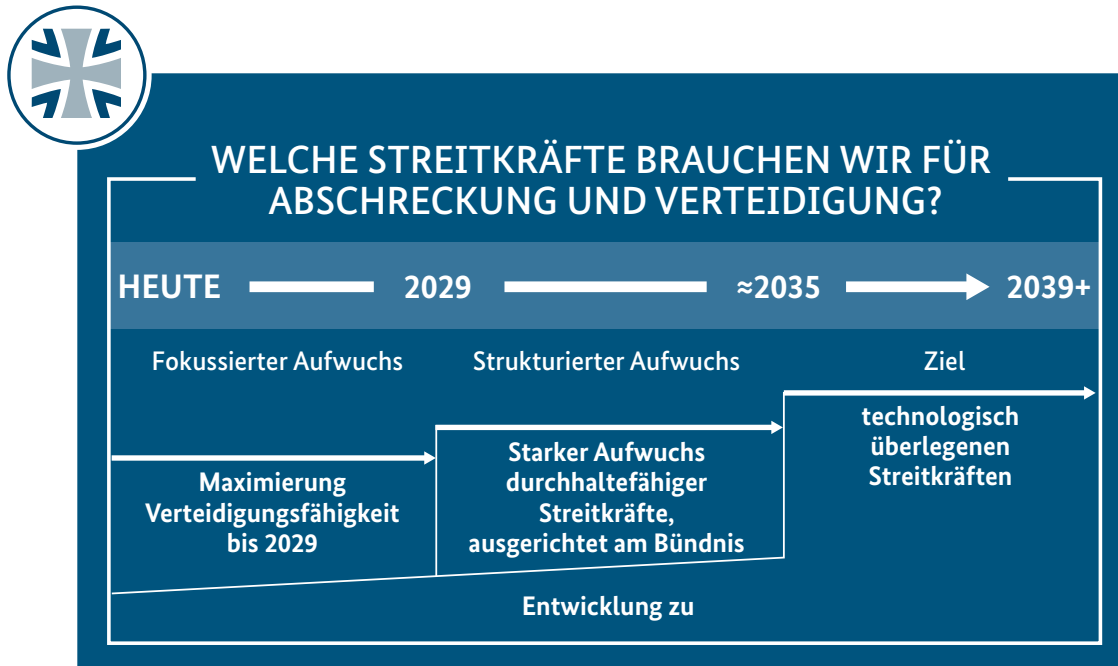 WELCHE STREITKRÄFTE BRAUCHEN WIR FÜR
ABSCHRECKUNG UND VERTEIDIGUNG?
HEUTE 2029 ≈2035 2039+
Fokussierter Aufwuchs Strukturierter Aufwuchs Ziel
Maximierung
Verteidigungsfähigkeit
bis 2029
Starker Aufwuchs
durchhaltefähiger
Streitkräfte,
ausgerichtet am Bündnis
technologisch
überlegenen
Streitkräften
Entwicklung zu